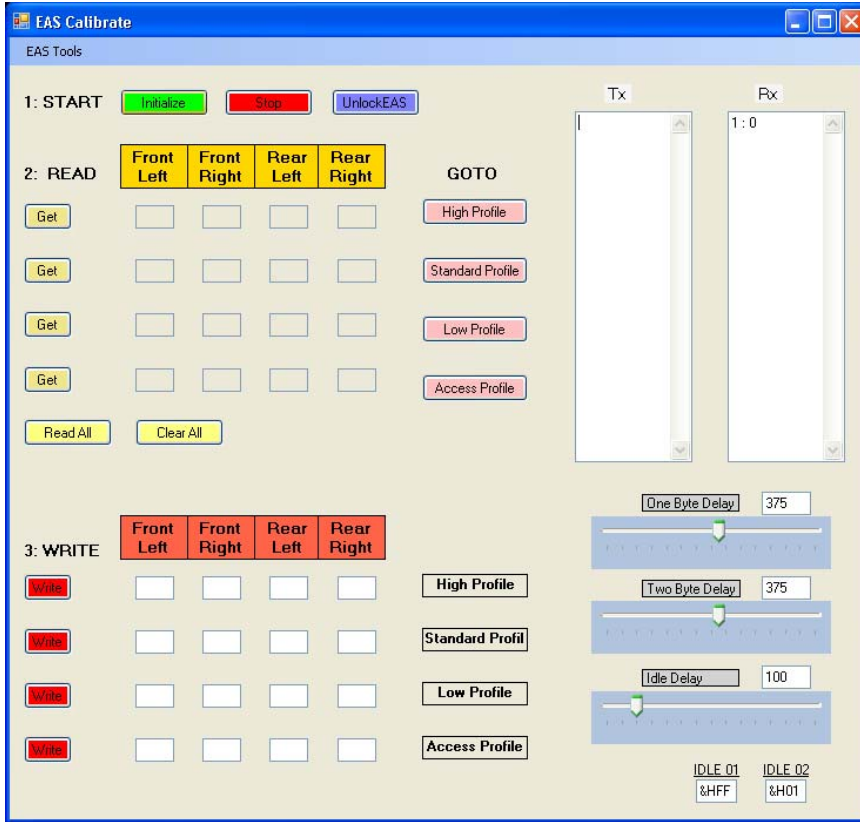 EAS Calibrate
EAS Tools
1: START Initialize Stop UnlockEAS
Tx Rx
1 : 0
2: READ Front Left Front Right Rear Left Rear Right GOTO
Get High Profile
Get Standard Profile
Get Low Profile
Get Access Profile
Read All Clear All
One Byte Delay 375
3: WRITE Front Left Front Right Rear Left Rear Right
Write High Profile
Two Byte Delay 375
Write Standard Profil
Idle Delay 100
Write Low Profile
Write Access Profile
IDLE 01 IDLE 02
&HFF &H01